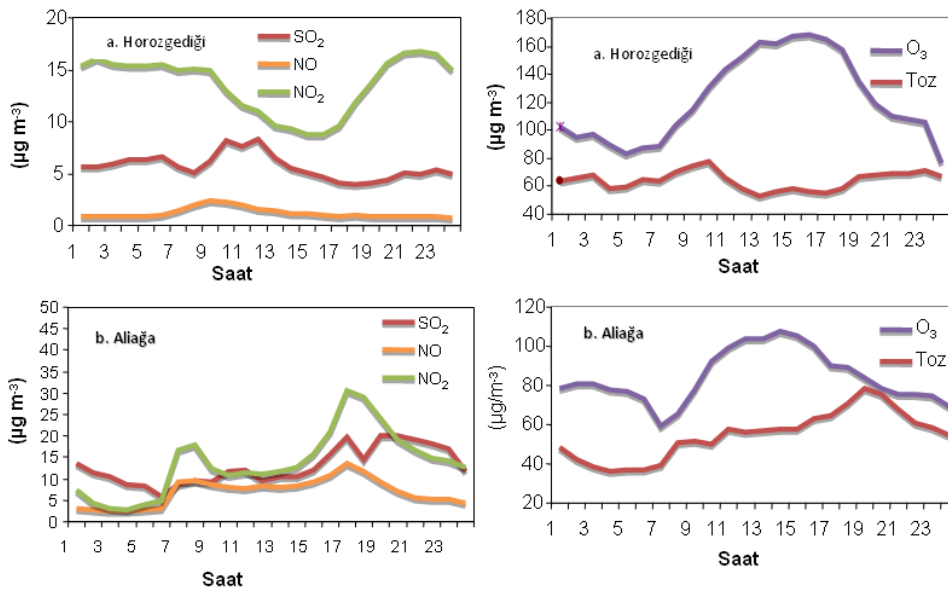 20
15
10
5
0
(µg m⁻³)
a. Horozgediği
SO₂
NO
NO₂
1 3 5 7 9 11 13 15 17 19 21 23
Saat
180
160
140
120
100
80
60
40
(µg m⁻³)
a. Horozgediği
O₃
Toz
1 3 5 7 9 11 13 15 17 19 21 23
Saat
50
45
40
35
30
25
20
15
10
5
0
(µg m⁻³)
b. Aliağa
SO₂
NO
NO₂
1 3 5 7 9 11 13 15 17 19 21 23
Saat
120
100
80
60
40
20
(µg/m⁻³)
b. Aliağa
O₃
Toz
1 3 5 7 9 11 13 15 17 19 21 23
Saat